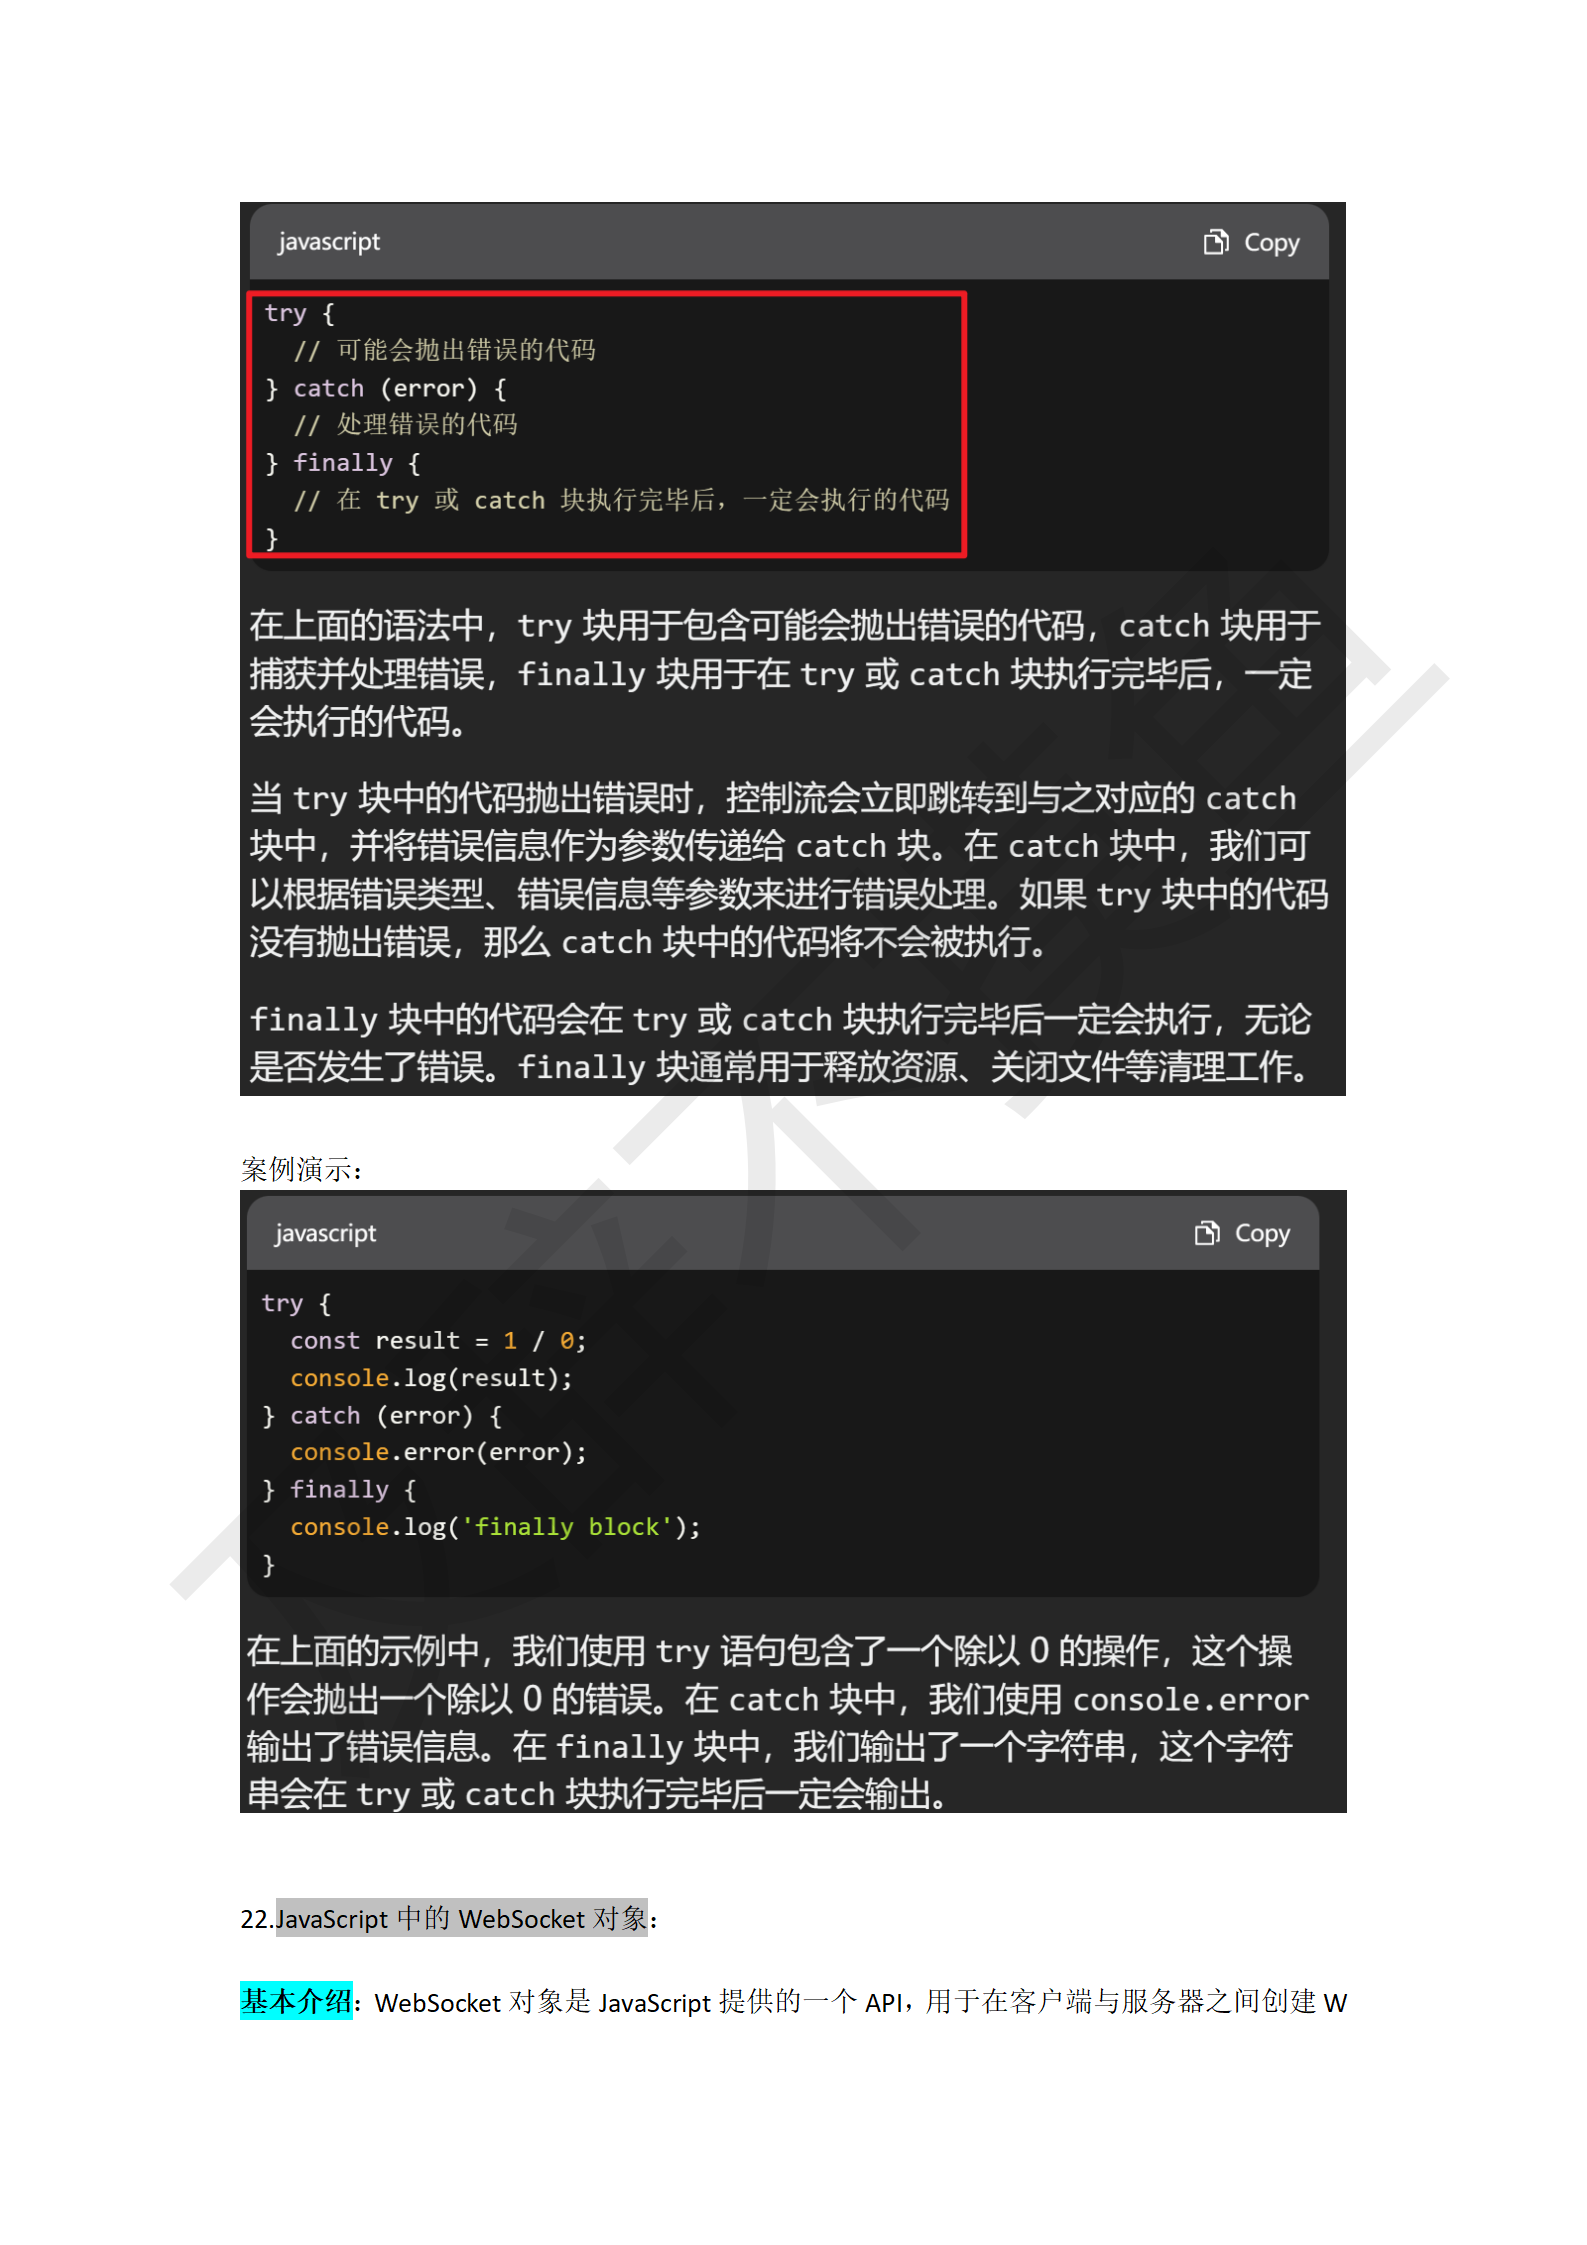 javascript Copy
try {
// 可能会抛出错误的代码
} catch (error) {
// 处理错误的代码
} finally {
// 在 try 或 catch 块执行完毕后，一定会执行的代码
}
在上面的语法中，try 块用于包含可能会抛出错误的代码，catch 块用于
捕获并处理错误，finally 块用于在 try 或 catch 块执行完毕后，一定
会执行的代码。
当 try 块中的代码抛出错误时，控制流会立即跳转到与之对应的 catch
块中，并将错误信息作为参数传递给 catch 块。在 catch 块中，我们可
以根据错误类型、错误信息等参数来进行错误处理。如果 try 块中的代码
没有抛出错误，那么 catch 块中的代码将不会被执行。
finally 块中的代码会在 try 或 catch 块执行完毕后一定会执行，无论
是否发生了错误。finally 块通常用于释放资源、关闭文件等清理工作。
案例演示：
javascript Copy
try {
const result = 1 / 0;
console.log(result);
} catch (error) {
console.error(error);
} finally {
console.log('finally block');
}
在上面的示例中，我们使用 try 语句包含了一个除以 0 的操作，这个操
作会抛出一个除以 0 的错误。在 catch 块中，我们使用 console.error
输出了错误信息。在 finally 块中，我们输出了一个字符串，这个字符
串会在 try 或 catch 块执行完毕后一定会输出。
22.JavaScript 中的 WebSocket 对象：
基本介绍：WebSocket 对象是 JavaScript 提供的一个 API，用于在客户端与服务器之间创建 W